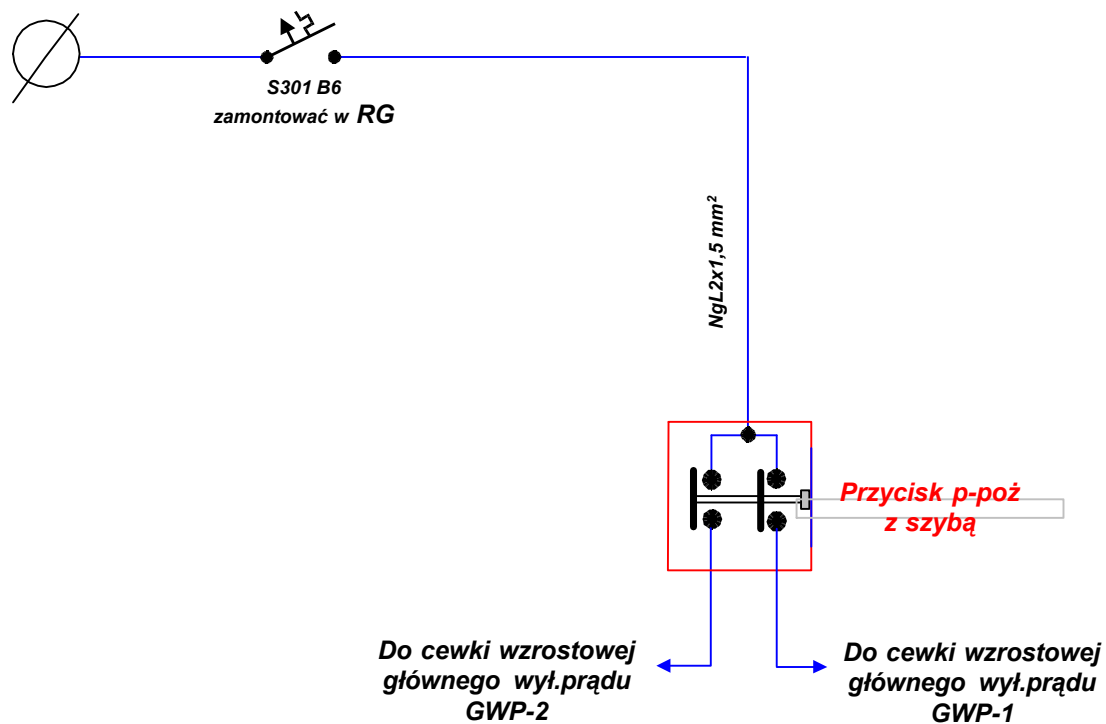 S301 B6
zamontować w RG
NgL2x1,5 mm²
Przycisk p-poż
z szybą
Do cewki wzrostowej
głównego wył.prądu
GWP-2
Do cewki wzrostowej
głównego wył.prądu
GWP-1